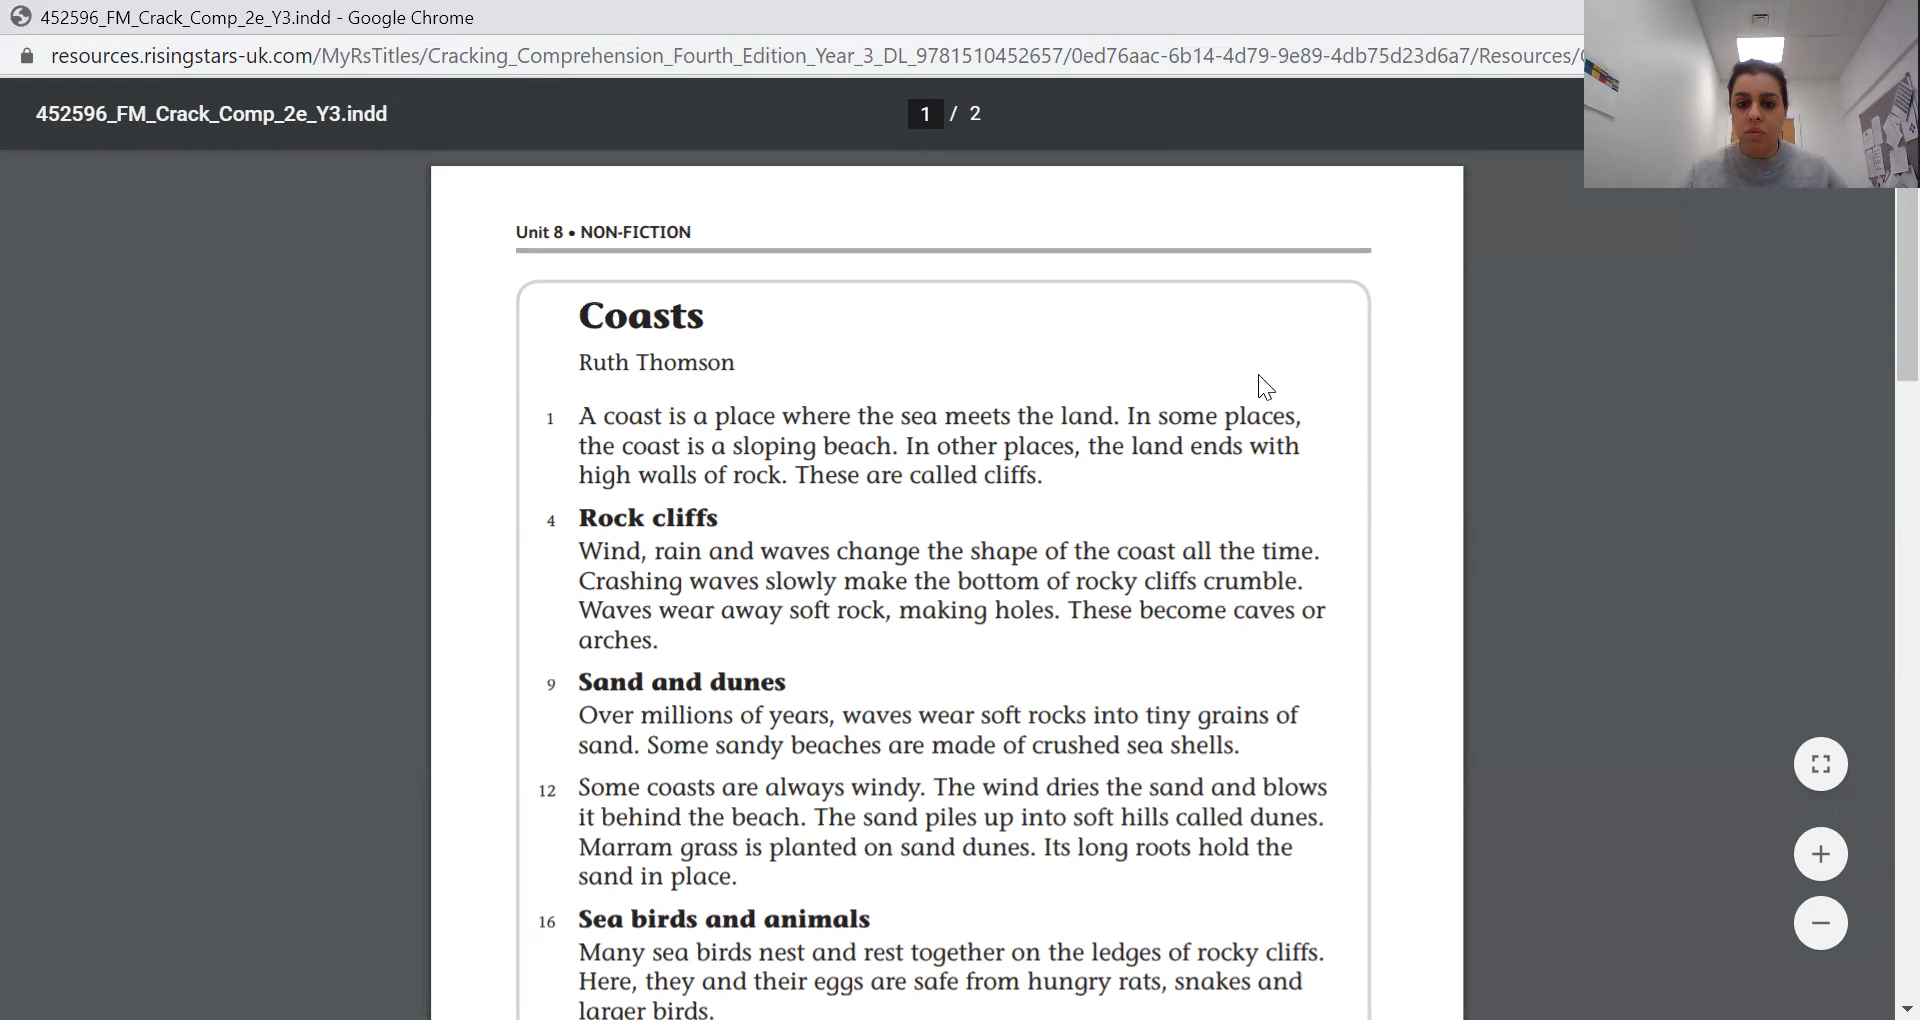 452596_FM_Crack_Comp_2e_Y3.indd - Google Chrome
resources.risingstars-uk.com/MyRsTitles/Cracking_Comprehension_Fourth_Edition_Year_3_DL_9781510452657/0ed76aac-6b14-4d79-9e89-4db75d23d6a7/Resources/
452596_FM_Crack_Comp_2e_Y3.indd
1 / 2
Unit 8 • NON-FICTION
Coasts
Ruth Thomson
1 A coast is a place where the sea meets the land. In some places,
the coast is a sloping beach. In other places, the land ends with
high walls of rock. These are called cliffs.
4 Rock cliffs
Wind, rain and waves change the shape of the coast all the time.
Crashing waves slowly make the bottom of rocky cliffs crumble.
Waves wear away soft rock, making holes. These become caves or
arches.
9 Sand and dunes
Over millions of years, waves wear soft rocks into tiny grains of
sand. Some sandy beaches are made of crushed sea shells.
12 Some coasts are always windy. The wind dries the sand and blows
it behind the beach. The sand piles up into soft hills called dunes.
Marram grass is planted on sand dunes. Its long roots hold the
sand in place.
16 Sea birds and animals
Many sea birds nest and rest together on the ledges of rocky cliffs.
Here, they and their eggs are safe from hungry rats, snakes and
larger birds.